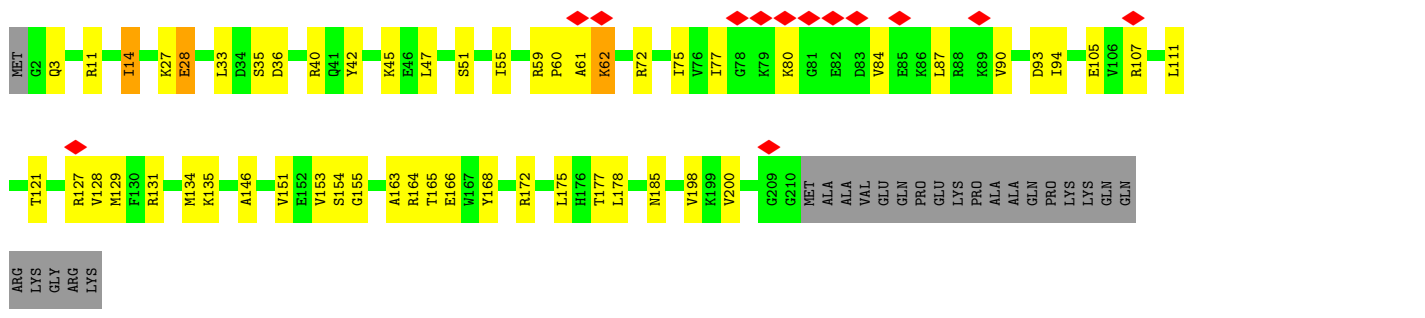 MET G2 Q3 R11 I14 K27 E28 L33 D34 S35 D36 R40 Q41 Y42 K45 E46 L47 S51 I55 R59 P60 A61 K62 R72 I75 V76 I77 G78 K79 K80 G81 E82 D83 V84 E85 K86 L87 R88 K89 V90 D93 I94 E105 V106 R107 L111
T121 R127 V128 M129 F130 R131 M134 K135 A146 V151 E152 V153 S154 G155 A163 R164 T165 E166 W167 Y168 R172 L175 H176 T177 L178 N185 V198 K199 V200 G209 G210 MET ALA ALA VAL GLU GLN PRO GLU LYS PRO ALA ALA GLN PRO LYS LYS GLN GLN
ARG LYS GLY ARG LYS